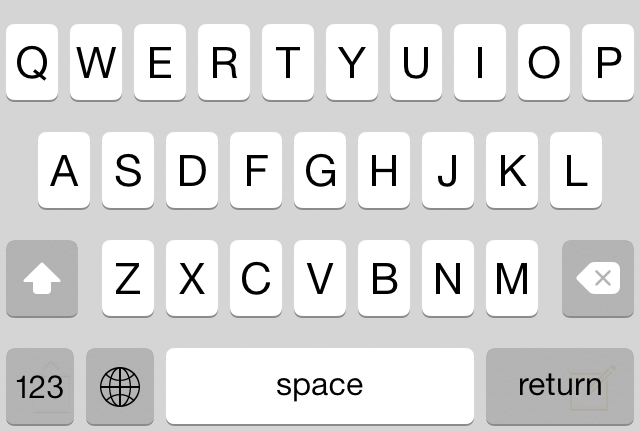 Q W E R T Y U I O P
A S D F G H J K L
Z X C V B N M
123 space return